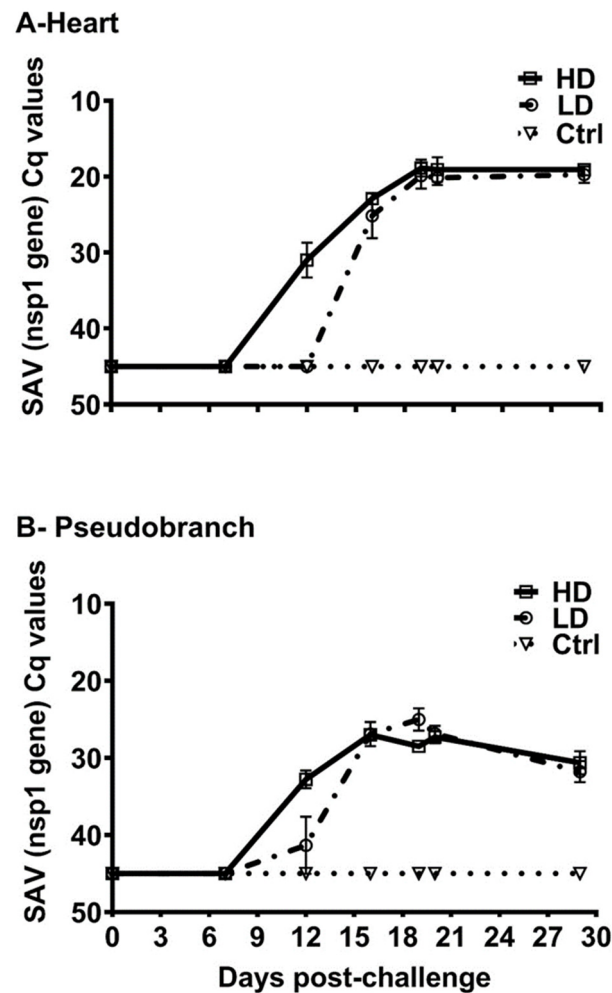 A-Heart
SAV (nsp1 gene) Cq values
HD
LD
Ctrl
10
20
30
40
50
B- Pseudobranch
SAV (nsp1 gene) Cq values
HD
LD
Ctrl
10
20
30
40
50
0 3 6 9 12 15 18 21 24 27 30
Days post-challenge